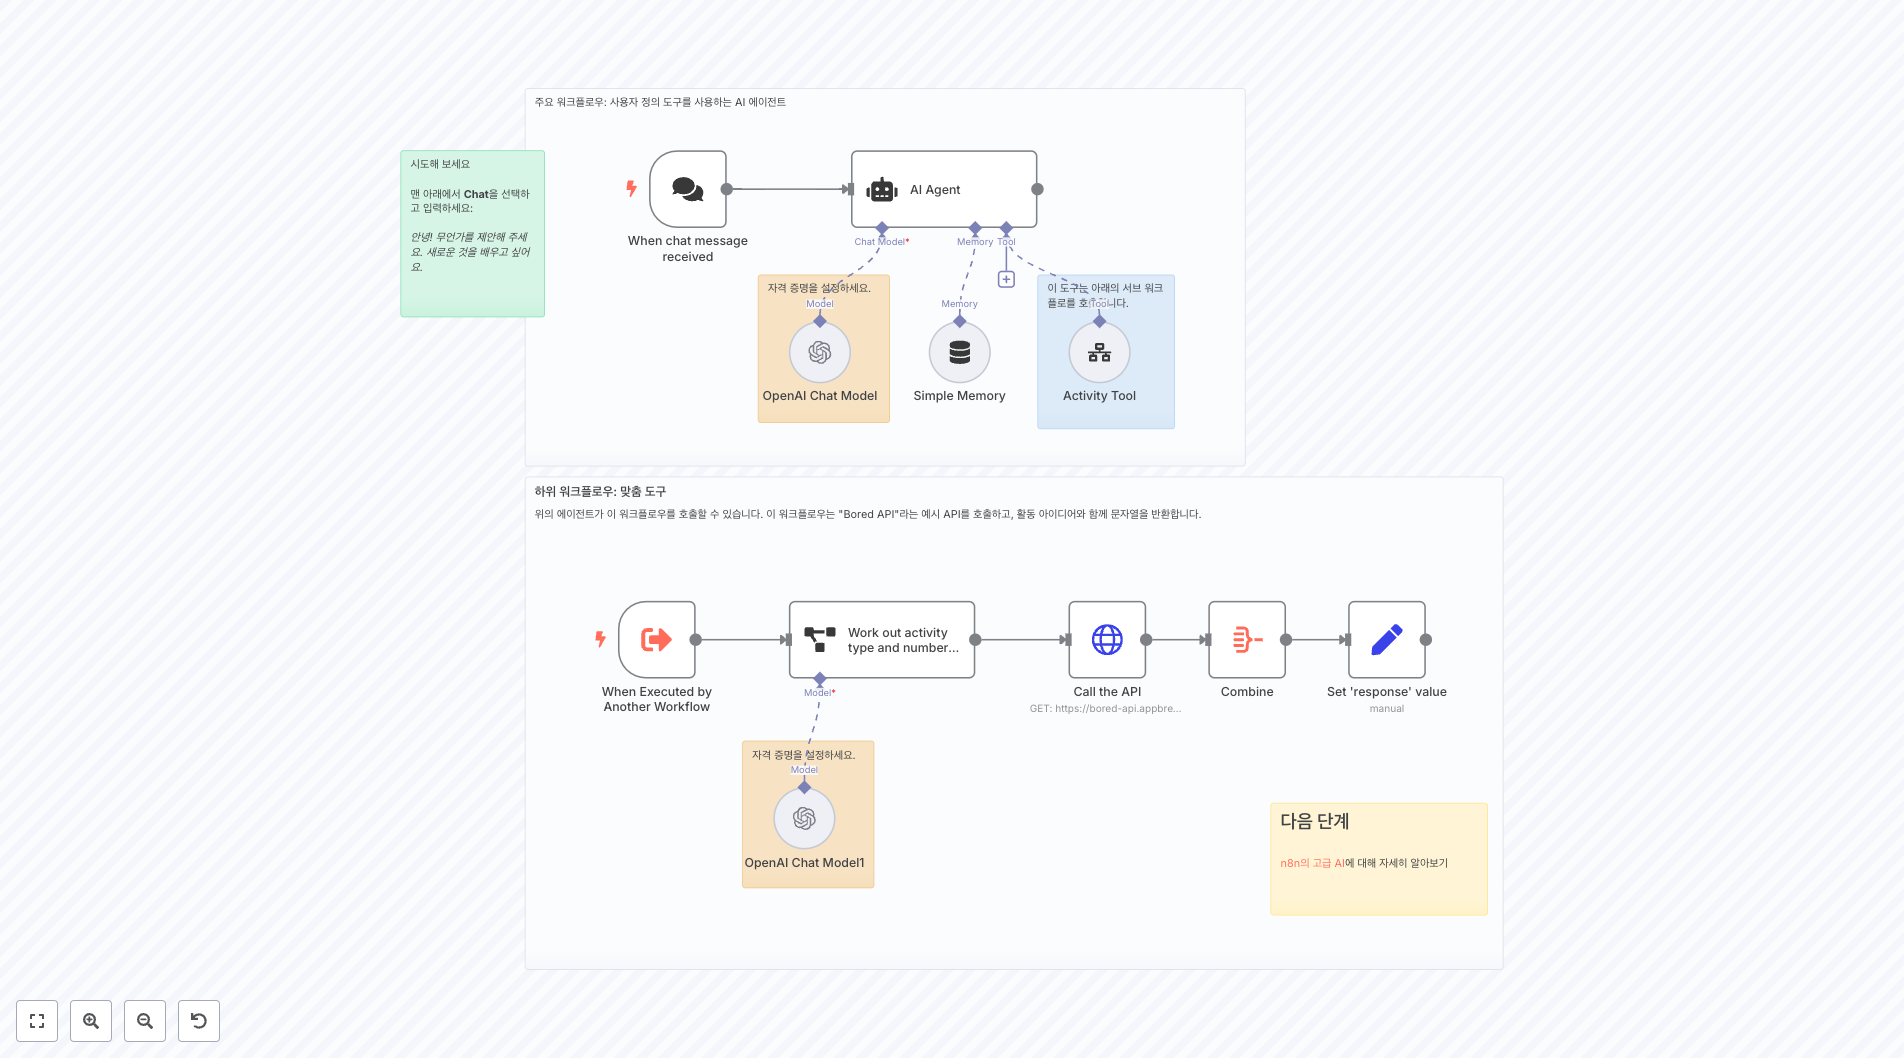 주요 워크플로우: 사용자 정의 도구를 사용하는 AI 에이전트
시도해 보세요
맨 아래에서 Chat을 선택하
고 입력하세요:
안녕! 무언가를 제안해 주세
요. 새로운 것을 배우고 싶어
요.
When chat message
received
AI Agent
Chat Model*
Memory
Tool
자격 증명을 설정하세요.
Model
OpenAI Chat Model
Memory
Simple Memory
이 도구는 아래의 서브 워크
플로를 호출합니다.
Tool
Activity Tool
하위 워크플로우: 맞춤 도구
위의 에이전트가 이 워크플로우를 호출할 수 있습니다. 이 워크플로우는 "Bored API"라는 예시 API를 호출하고, 활동 아이디어와 함께 문자열을 반환합니다.
When Executed by
Another Workflow
Work out activity
type and number...
Model*
Call the API
GET: https://bored-api.appbre...
Combine
Set 'response' value
manual
자격 증명을 설정하세요.
Model
OpenAI Chat Model1
다음 단계
n8n의 고급 AI에 대해 자세히 알아보기